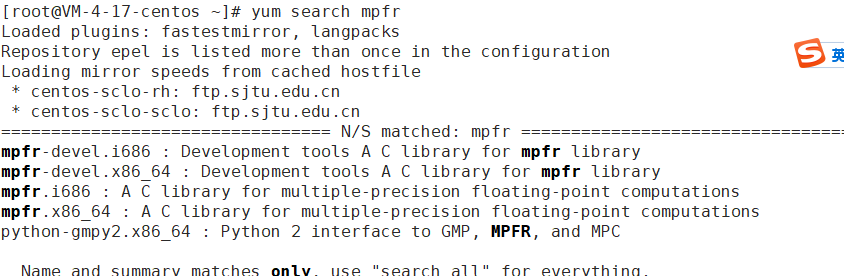 [root@VM-4-17-centos ~]# yum search mpfr
Loaded plugins: fastestmirror, langpacks
Repository epel is listed more than once in the configuration
Loading mirror speeds from cached hostfile
 * centos-sclo-rh: ftp.sjtu.edu.cn
 * centos-sclo-sclo: ftp.sjtu.edu.cn
================================= N/S matched: mpfr =================================
mpfr-devel.i686 : Development tools A C library for mpfr library
mpfr-devel.x86_64 : Development tools A C library for mpfr library
mpfr.i686 : A C library for multiple-precision floating-point computations
mpfr.x86_64 : A C library for multiple-precision floating-point computations
python-gmpy2.x86_64 : Python 2 interface to GMP, MPFR, and MPC
  Name and summary matches only, use "search all" for everything.
S 英